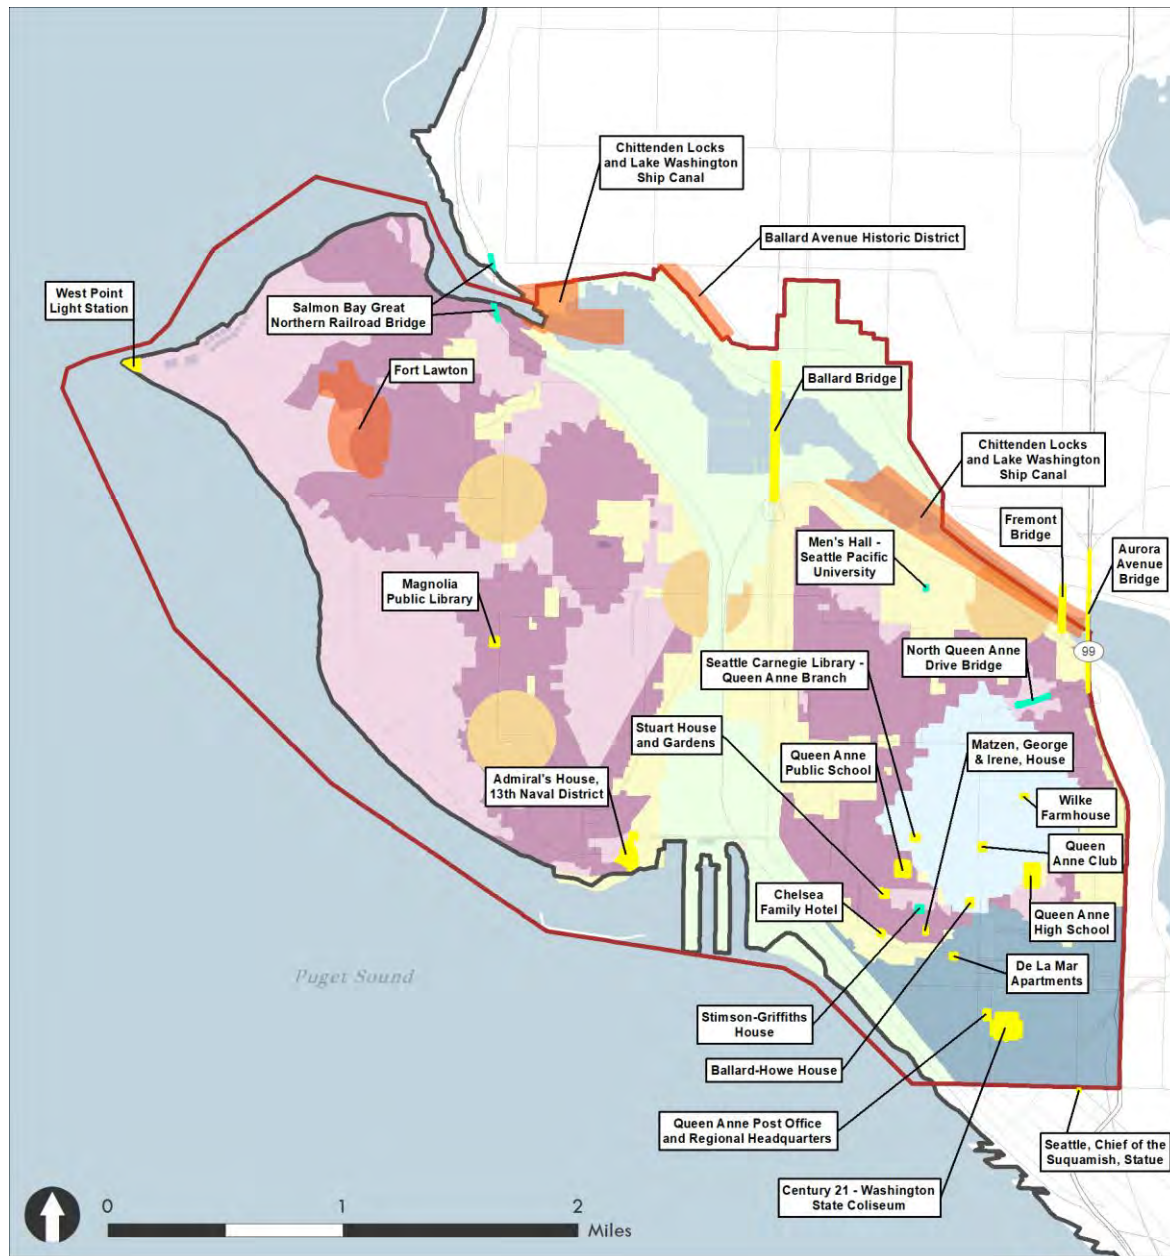 Chittenden Locks
and Lake Washington
Ship Canal
Ballard Avenue Historic District
West Point
Light Station
Salmon Bay Great
Northern Railroad Bridge
Fort Lawton
Ballard Bridge
Chittenden Locks
and Lake Washington
Ship Canal
Fremont
Bridge
Men's Hall -
Seattle Pacific
University
Aurora
Avenue
Bridge
Magnolia
Public Library
99
Seattle Carnegie Library -
Queen Anne Branch
North Queen Anne
Drive Bridge
Stuart House
and Gardens
Queen Anne
Public School
Matzen, George
& Irene, House
Admiral's House,
13th Naval District
Wilke
Farmhouse
Queen
Anne Club
Chelsea
Family Hotel
Queen Anne
High School
Puget Sound
De La Mar
Apartments
Stimson-Griffiths
House
Ballard-Howe House
Queen Anne Post Office
and Regional Headquarters
Seattle, Chief of the
Suquamish, Statue
Century 21 - Washington
State Coliseum
0 1 2
Miles